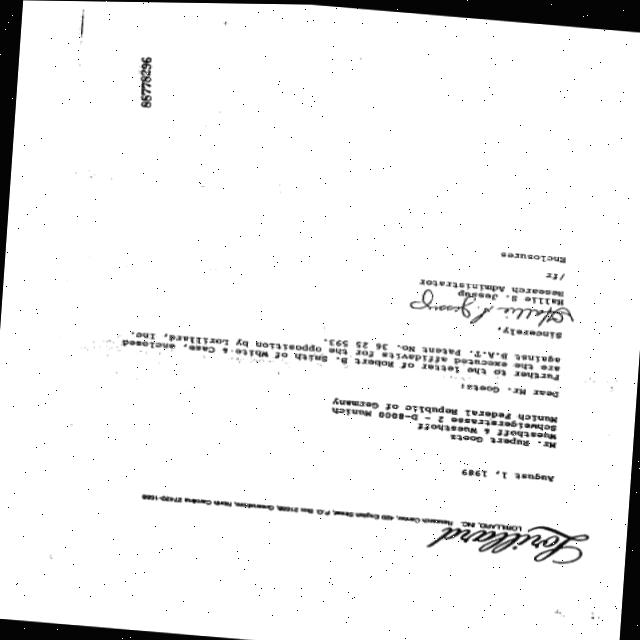 Lorillard
LORILLARD, INC. Research Center, 420 English Street, P.O. Box 21688, Greensboro, North Carolina 27420-1688
August 1, 1989
Mr. Rupert Goetz
Wuesthoff & Wuesthoff
Schweigerstrasse 2 - D-8000 Munich
Munich Federal Republic of Germany
Dear Mr. Goetz:
Further to the letter of Robert B. Smith of White & Case, enclosed
are the executed affidavits for the opposition by Lorillard, Inc.
against B.A.T. Patent No. 36 25 593.
Sincerely,
Hallie S. Jessup
Hallie S. Jessup
Research Administrator
/fr
Enclosures
86778296